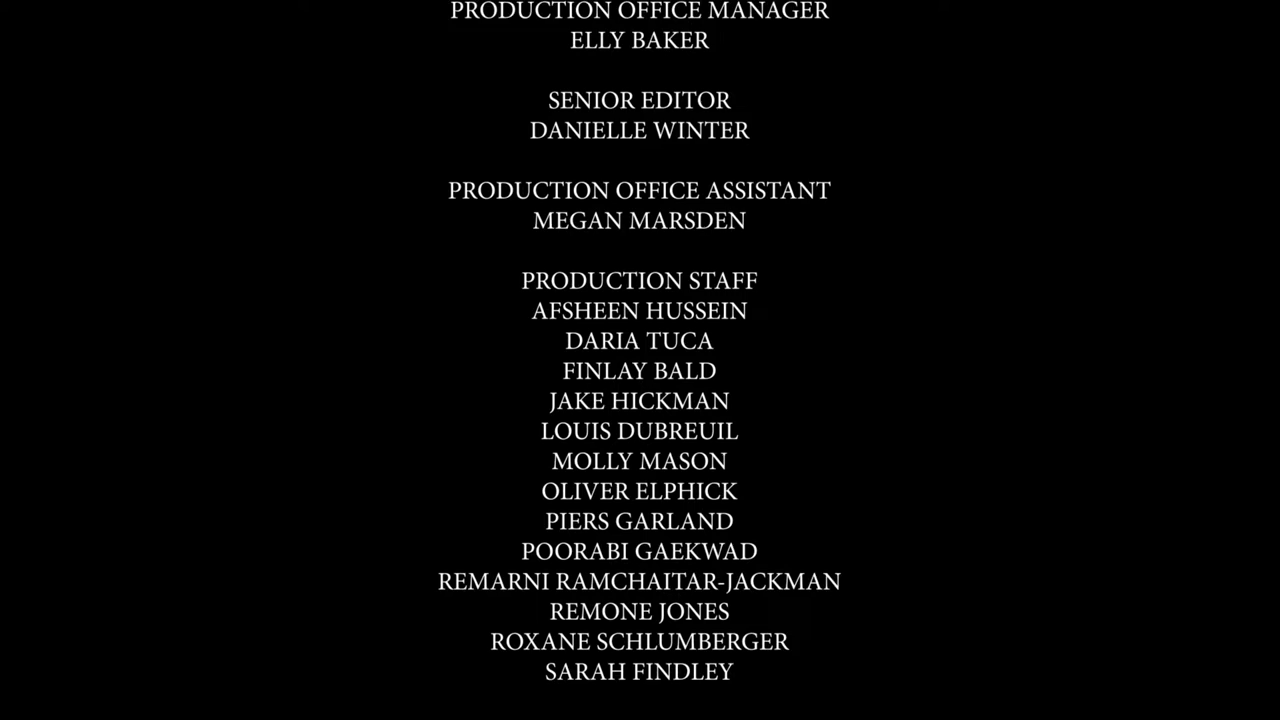 PRODUCTION OFFICE MANAGER
ELLY BAKER
SENIOR EDITOR
DANIELLE WINTER
PRODUCTION OFFICE ASSISTANT
MEGAN MARSDEN
PRODUCTION STAFF
AFSHEEN HUSSEIN
DARIA TUCA
FINLAY BALD
JAKE HICKMAN
LOUIS DUBREUIL
MOLLY MASON
OLIVER ELPHICK
PIERS GARLAND
POORABI GAEKWAD
REMARNI RAMCHAITAR-JACKMAN
REMONE JONES
ROXANE SCHLUMBERGER
SARAH FINDLEY